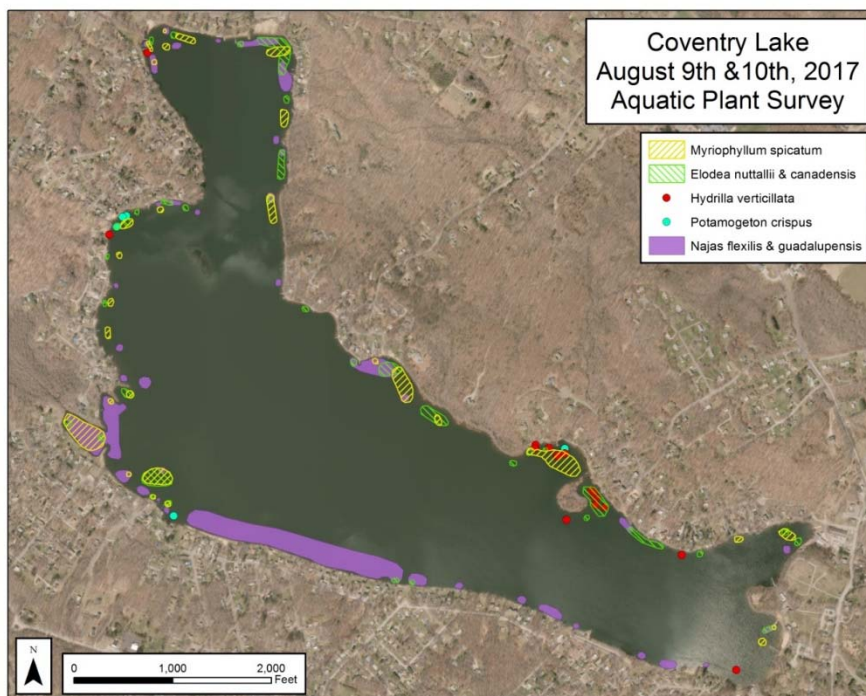 Coventry Lake
August 9th &10th, 2017
Aquatic Plant Survey
Myriophyllum spicatum
Elodea nuttallii & canadensis
Hydrilla verticillata
Potamogeton crispus
Najas flexilis & guadalupensis
N
0 1,000 2,000
Feet